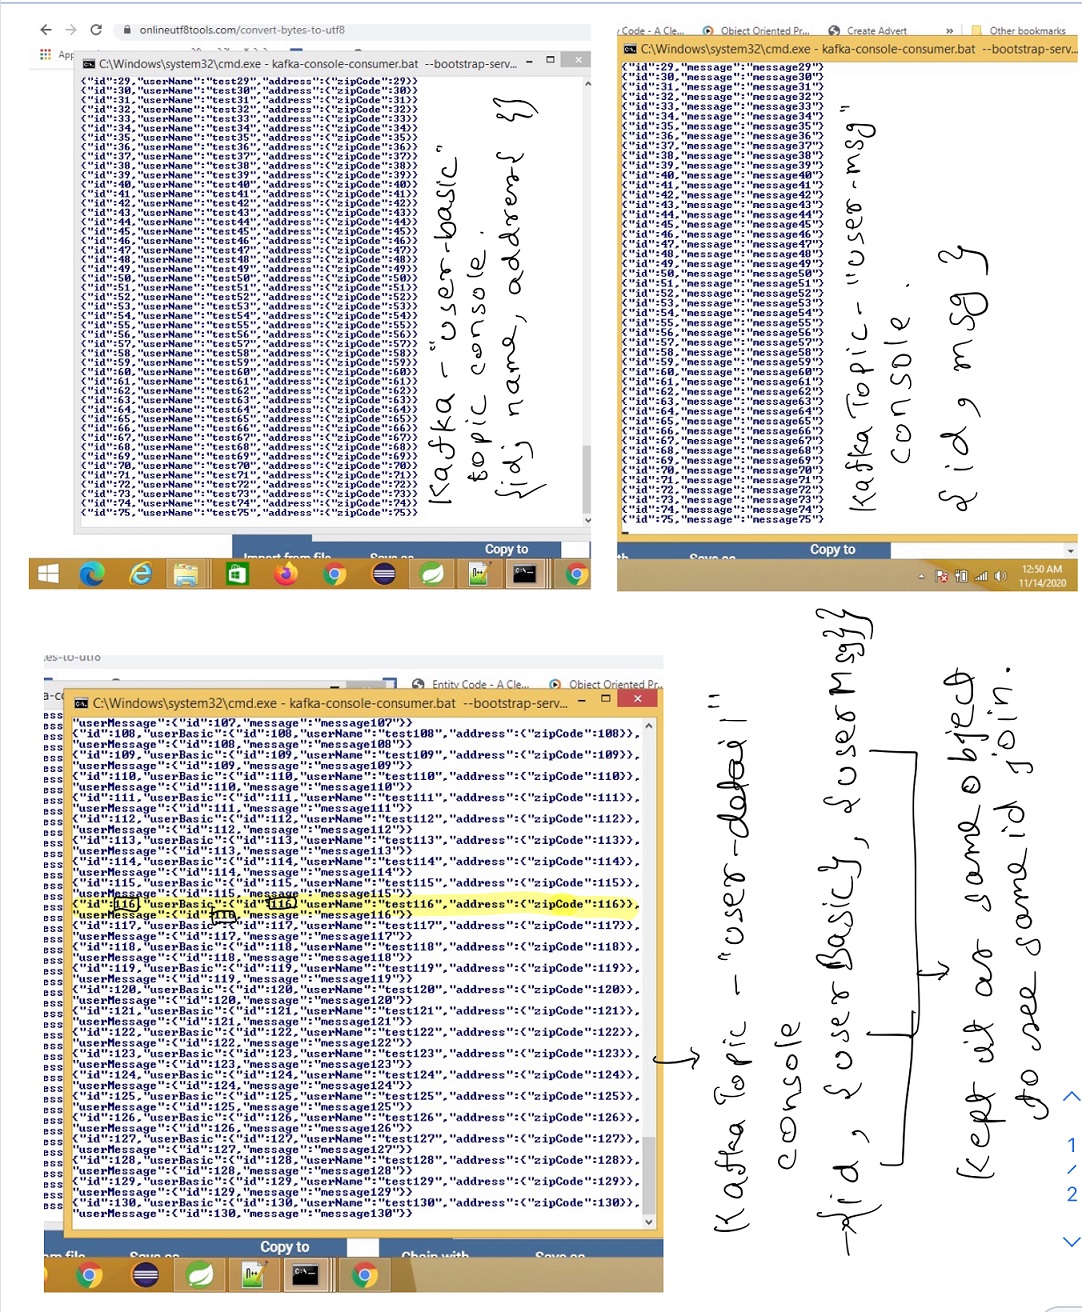 onlineutf8tools.com/convert-bytes-to-utf8
C:\Windows\system32\cmd.exe - kafka-console-consumer.bat --bootstrap-serv...
{"id":29,"userName":"test29","address":{"zipCode":29}}
{"id":30,"userName":"test30","address":{"zipCode":30}}
{"id":31,"userName":"test31","address":{"zipCode":31}}
{"id":32,"userName":"test32","address":{"zipCode":32}}
{"id":33,"userName":"test33","address":{"zipCode":33}}
{"id":34,"userName":"test34","address":{"zipCode":34}}
{"id":35,"userName":"test35","address":{"zipCode":35}}
{"id":36,"userName":"test36","address":{"zipCode":36}}
{"id":37,"userName":"test37","address":{"zipCode":37}}
{"id":38,"userName":"test38","address":{"zipCode":38}}
{"id":39,"userName":"test39","address":{"zipCode":39}}
{"id":40,"userName":"test40","address":{"zipCode":40}}
{"id":41,"userName":"test41","address":{"zipCode":41}}
{"id":42,"userName":"test42","address":{"zipCode":42}}
{"id":43,"userName":"test43","address":{"zipCode":43}}
{"id":44,"userName":"test44","address":{"zipCode":44}}
{"id":45,"userName":"test45","address":{"zipCode":45}}
{"id":46,"userName":"test46","address":{"zipCode":46}}
{"id":47,"userName":"test47","address":{"zipCode":47}}
{"id":48,"userName":"test48","address":{"zipCode":48}}
{"id":49,"userName":"test49","address":{"zipCode":49}}
{"id":50,"userName":"test50","address":{"zipCode":50}}
{"id":51,"userName":"test51","address":{"zipCode":51}}
{"id":52,"userName":"test52","address":{"zipCode":52}}
{"id":53,"userName":"test53","address":{"zipCode":53}}
{"id":54,"userName":"test54","address":{"zipCode":54}}
{"id":55,"userName":"test55","address":{"zipCode":55}}
{"id":56,"userName":"test56","address":{"zipCode":56}}
{"id":57,"userName":"test57","address":{"zipCode":57}}
{"id":58,"userName":"test58","address":{"zipCode":58}}
{"id":59,"userName":"test59","address":{"zipCode":59}}
{"id":60,"userName":"test60","address":{"zipCode":60}}
{"id":61,"userName":"test61","address":{"zipCode":61}}
{"id":62,"userName":"test62","address":{"zipCode":62}}
{"id":63,"userName":"test63","address":{"zipCode":63}}
{"id":64,"userName":"test64","address":{"zipCode":64}}
{"id":65,"userName":"test65","address":{"zipCode":65}}
{"id":66,"userName":"test66","address":{"zipCode":66}}
{"id":67,"userName":"test67","address":{"zipCode":67}}
{"id":68,"userName":"test68","address":{"zipCode":68}}
{"id":69,"userName":"test69","address":{"zipCode":69}}
{"id":70,"userName":"test70","address":{"zipCode":70}}
{"id":71,"userName":"test71","address":{"zipCode":71}}
{"id":72,"userName":"test72","address":{"zipCode":72}}
{"id":73,"userName":"test73","address":{"zipCode":73}}
{"id":74,"userName":"test74","address":{"zipCode":74}}
{"id":75,"userName":"test75","address":{"zipCode":75}}
Kafka - "user-basic"
topic console.
{id, name, address {}
Import from file Save as Copy to
Code - A Cle... Object Oriented Pr... Create Advert » Other bookmarks
C:\Windows\system32\cmd.exe - kafka-console-consumer.bat --bootstrap-serv...
{"id":29,"message":"message29"}
{"id":30,"message":"message30"}
{"id":31,"message":"message31"}
{"id":32,"message":"message32"}
{"id":33,"message":"message33"}
{"id":34,"message":"message34"}
{"id":35,"message":"message35"}
{"id":36,"message":"message36"}
{"id":37,"message":"message37"}
{"id":38,"message":"message38"}
{"id":39,"message":"message39"}
{"id":40,"message":"message40"}
{"id":41,"message":"message41"}
{"id":42,"message":"message42"}
{"id":43,"message":"message43"}
{"id":44,"message":"message44"}
{"id":45,"message":"message45"}
{"id":46,"message":"message46"}
{"id":47,"message":"message47"}
{"id":48,"message":"message48"}
{"id":49,"message":"message49"}
{"id":50,"message":"message50"}
{"id":51,"message":"message51"}
{"id":52,"message":"message52"}
{"id":53,"message":"message53"}
{"id":54,"message":"message54"}
{"id":55,"message":"message55"}
{"id":56,"message":"message56"}
{"id":57,"message":"message57"}
{"id":58,"message":"message58"}
{"id":59,"message":"message59"}
{"id":60,"message":"message60"}
{"id":61,"message":"message61"}
{"id":62,"message":"message62"}
{"id":63,"message":"message63"}
{"id":64,"message":"message64"}
{"id":65,"message":"message65"}
{"id":66,"message":"message66"}
{"id":67,"message":"message67"}
{"id":68,"message":"message68"}
{"id":69,"message":"message69"}
{"id":70,"message":"message70"}
{"id":71,"message":"message71"}
{"id":72,"message":"message72"}
{"id":73,"message":"message73"}
{"id":74,"message":"message74"}
{"id":75,"message":"message75"}
Kafka Topic - "user-msg"
console.
{id, msg}
Save as Copy to
12:50 AM
11/14/2020
es-to-utf8
Entity Code - A Cle... Object Oriented Pr...
C:\Windows\system32\cmd.exe - kafka-console-consumer.bat --bootstrap-serv...
"userMessage":{"id":107,"message":"message107"}}
{"id":108,"userBasic":{"id":108,"userName":"test108","address":{"zipCode":108}},
"userMessage":{"id":108,"message":"message108"}}
{"id":109,"userBasic":{"id":109,"userName":"test109","address":{"zipCode":109}},
"userMessage":{"id":109,"message":"message109"}}
{"id":110,"userBasic":{"id":110,"userName":"test110","address":{"zipCode":110}},
"userMessage":{"id":110,"message":"message110"}}
{"id":111,"userBasic":{"id":111,"userName":"test111","address":{"zipCode":111}},
"userMessage":{"id":111,"message":"message111"}}
{"id":112,"userBasic":{"id":112,"userName":"test112","address":{"zipCode":112}},
"userMessage":{"id":112,"message":"message112"}}
{"id":113,"userBasic":{"id":113,"userName":"test113","address":{"zipCode":113}},
"userMessage":{"id":113,"message":"message113"}}
{"id":114,"userBasic":{"id":114,"userName":"test114","address":{"zipCode":114}},
"userMessage":{"id":114,"message":"message114"}}
{"id":115,"userBasic":{"id":115,"userName":"test115","address":{"zipCode":115}},
"userMessage":{"id":115,"message":"message115"}}
{"id":116,"userBasic":{"id":116,"userName":"test116","address":{"zipCode":116}},
"userMessage":{"id":116,"message":"message116"}}
{"id":117,"userBasic":{"id":117,"userName":"test117","address":{"zipCode":117}},
"userMessage":{"id":117,"message":"message117"}}
{"id":118,"userBasic":{"id":118,"userName":"test118","address":{"zipCode":118}},
"userMessage":{"id":118,"message":"message118"}}
{"id":119,"userBasic":{"id":119,"userName":"test119","address":{"zipCode":119}},
"userMessage":{"id":119,"message":"message119"}}
{"id":120,"userBasic":{"id":120,"userName":"test120","address":{"zipCode":120}},
"userMessage":{"id":120,"message":"message120"}}
{"id":121,"userBasic":{"id":121,"userName":"test121","address":{"zipCode":121}},
"userMessage":{"id":121,"message":"message121"}}
{"id":122,"userBasic":{"id":122,"userName":"test122","address":{"zipCode":122}},
"userMessage":{"id":122,"message":"message122"}}
{"id":123,"userBasic":{"id":123,"userName":"test123","address":{"zipCode":123}},
"userMessage":{"id":123,"message":"message123"}}
{"id":124,"userBasic":{"id":124,"userName":"test124","address":{"zipCode":124}},
"userMessage":{"id":124,"message":"message124"}}
{"id":125,"userBasic":{"id":125,"userName":"test125","address":{"zipCode":125}},
"userMessage":{"id":125,"message":"message125"}}
{"id":126,"userBasic":{"id":126,"userName":"test126","address":{"zipCode":126}},
"userMessage":{"id":126,"message":"message126"}}
{"id":127,"userBasic":{"id":127,"userName":"test127","address":{"zipCode":127}},
"userMessage":{"id":127,"message":"message127"}}
{"id":128,"userBasic":{"id":128,"userName":"test128","address":{"zipCode":128}},
"userMessage":{"id":128,"message":"message128"}}
{"id":129,"userBasic":{"id":129,"userName":"test129","address":{"zipCode":129}},
"userMessage":{"id":129,"message":"message129"}}
{"id":130,"userBasic":{"id":130,"userName":"test130","address":{"zipCode":130}},
"userMessage":{"id":130,"message":"message130"}}
om file Save as Copy to Chain with Save as
Kafka Topic - "user-detail"
console
{id, {userBasic}, {userMsg}}
Kept it as same object
to see same id join.
1
/
2